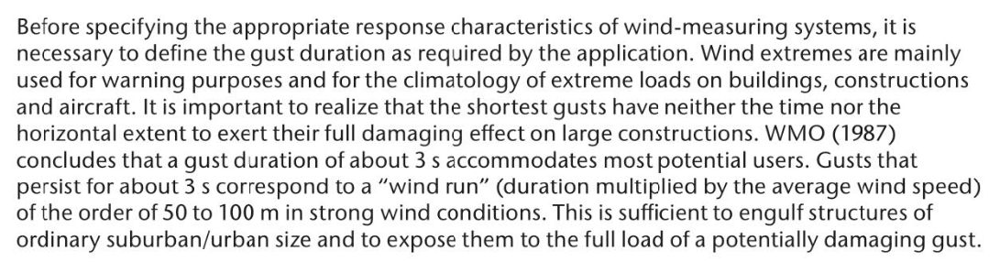 Before specifying the appropriate response characteristics of wind-measuring systems, it is
necessary to define the gust duration as required by the application. Wind extremes are mainly
used for warning purposes and for the climatology of extreme loads on buildings, constructions
and aircraft. It is important to realize that the shortest gusts have neither the time nor the
horizontal extent to exert their full damaging effect on large constructions. WMO (1987)
concludes that a gust duration of about 3 s accommodates most potential users. Gusts that
persist for about 3 s correspond to a “wind run” (duration multiplied by the average wind speed)
of the order of 50 to 100 m in strong wind conditions. This is sufficient to engulf structures of
ordinary suburban/urban size and to expose them to the full load of a potentially damaging gust.